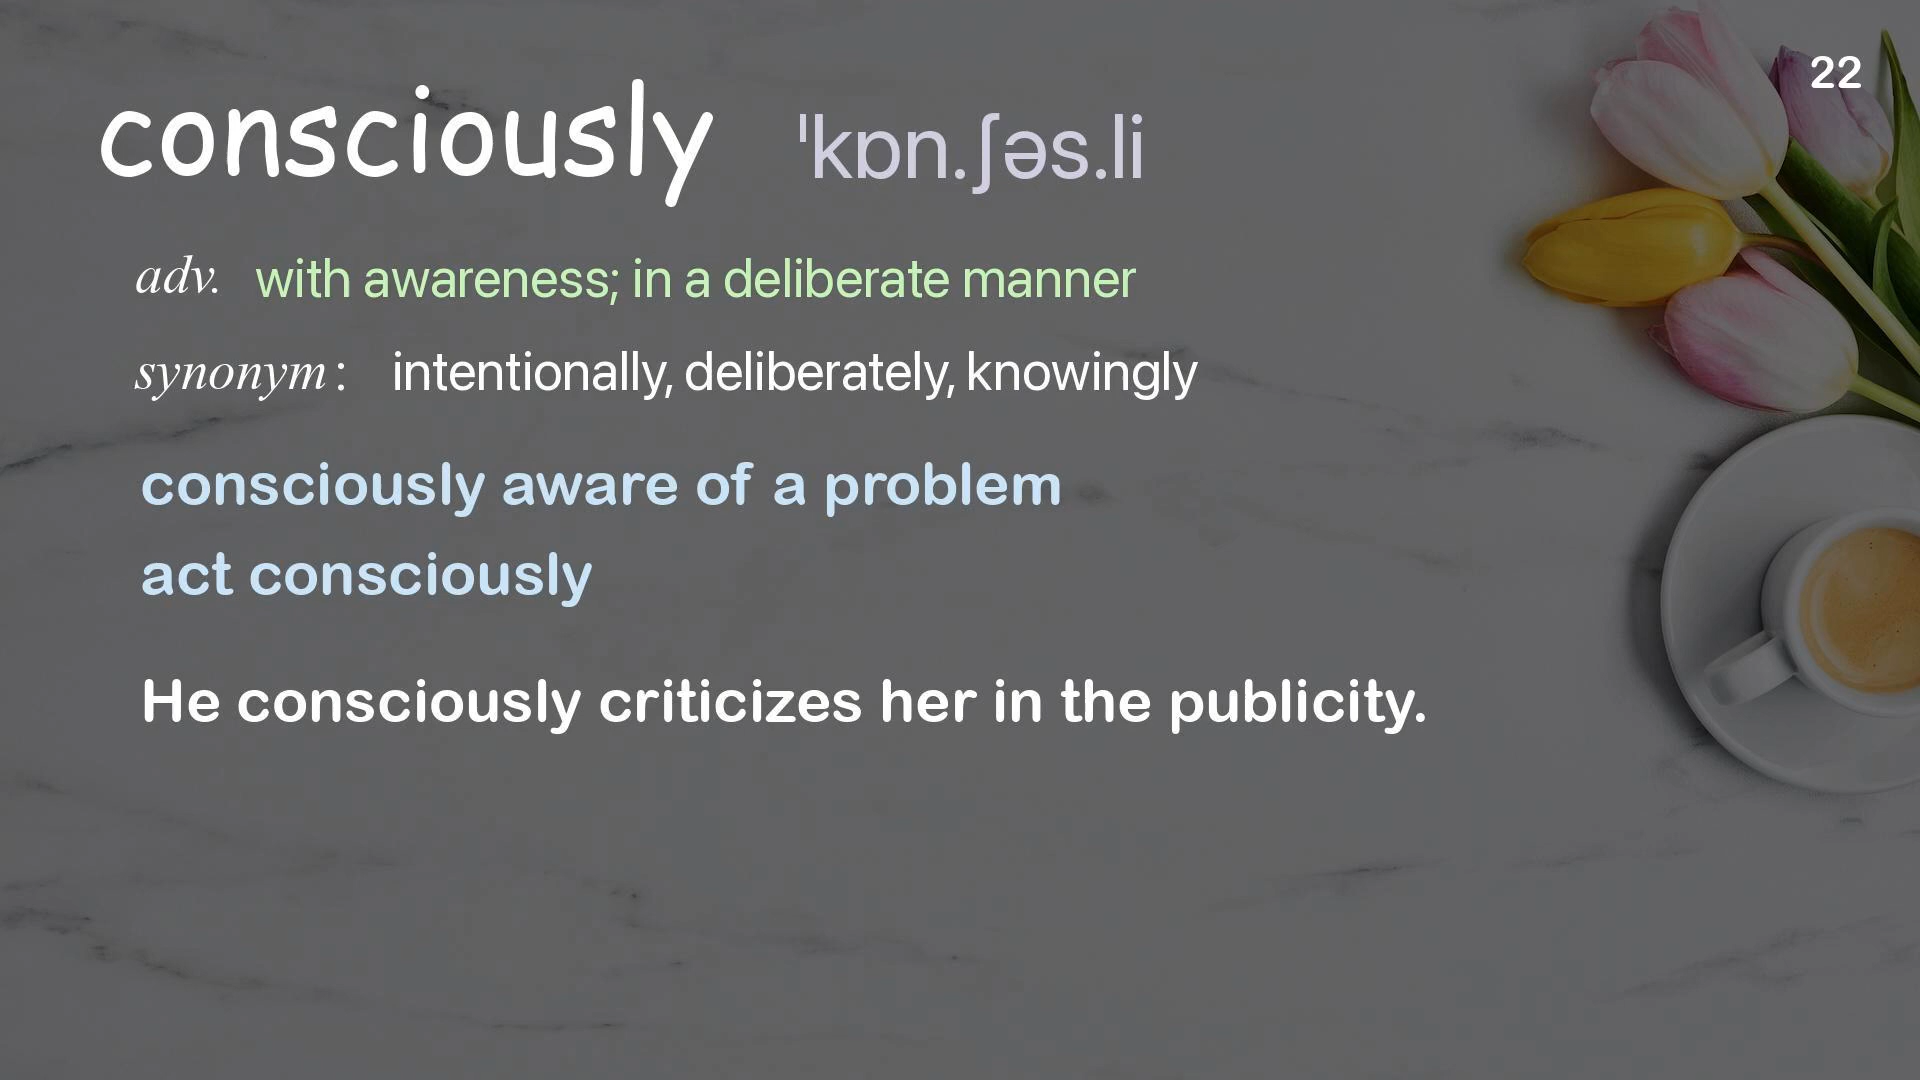 22
consciously ˈkɒn.ʃəs.li
adv. with awareness; in a deliberate manner
synonym: intentionally, deliberately, knowingly
consciously aware of a problem
act consciously
He consciously criticizes her in the publicity.